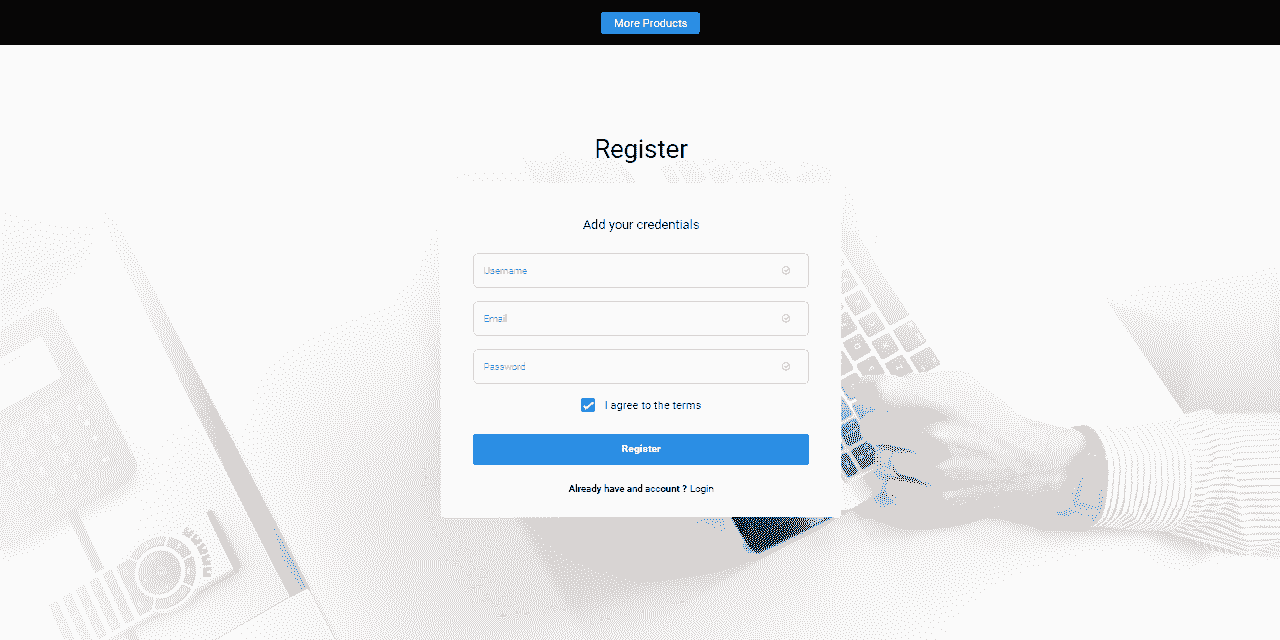 More Products
Register
Add your credentials
Username
Email
Password
I agree to the terms
Register
Already have and account ? Login